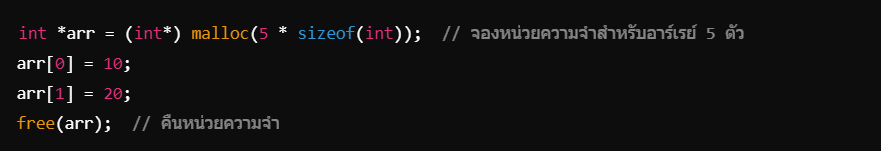 int *arr = (int*) malloc(5 * sizeof(int));  // จองหน่วยความจำสำหรับอาร์เรย์ 5 ตัว
arr[0] = 10;
arr[1] = 20;
free(arr);  // คืนหน่วยความจำ